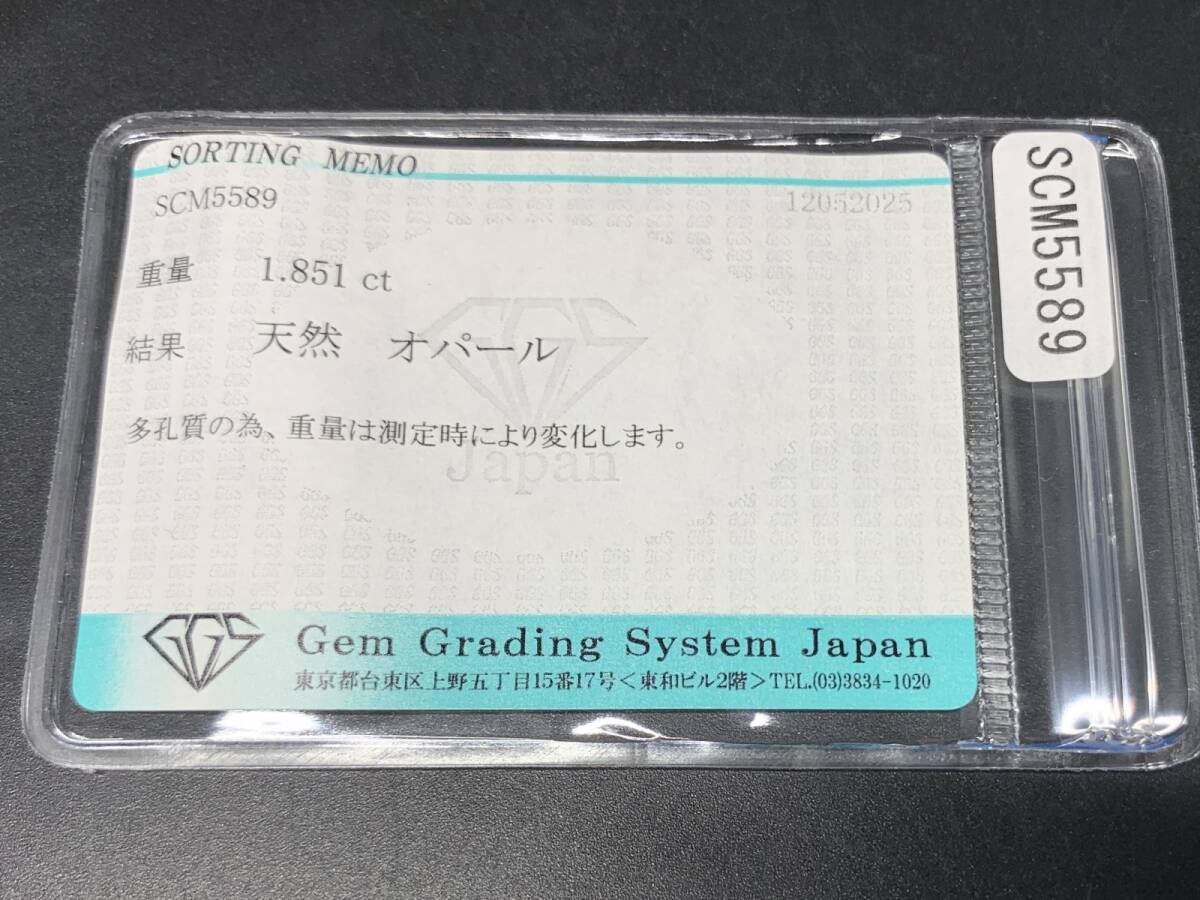 SORTING MEMO
SCM5589 12052025
重量 1.851 ct
結果 天然 オパール
多孔質の為、重量は測定時により変化します。
GGS
Japan
GGS Gem Grading System Japan
東京都台東区上野五丁目15番17号＜東和ビル2階＞TEL.(03)3834-1020
SCM5589